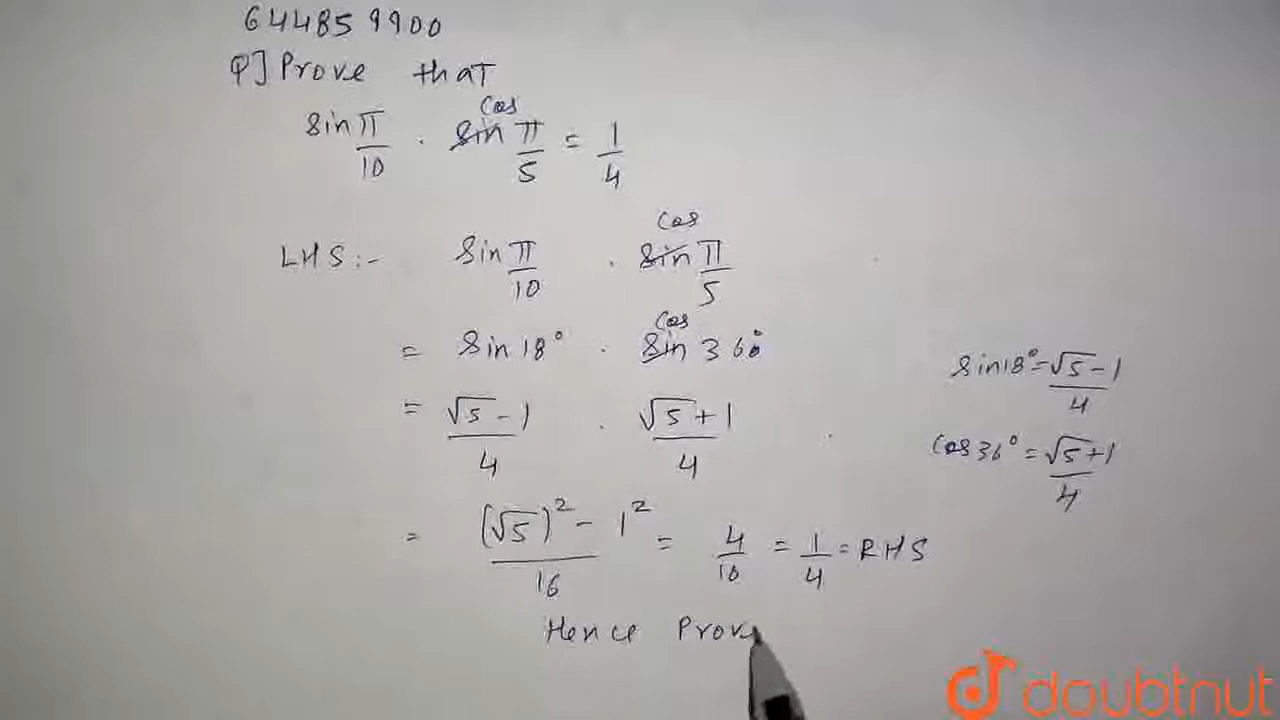 644859900
Q] Prove that
sin π/10 . s̶i̶n̶ cos π/5 = 1/4
LHS :- sin π/10 . s̶i̶n̶ cos π/5
= sin 18° . s̶i̶n̶ cos 36°
sin 18° = √5 - 1/4
= √5 - 1/4 . √5 + 1/4
cos 36° = √5 + 1/4
= (√5)² - 1²/16 = 4/16 = 1/4 = RHS
Hence Prov
doubtnut